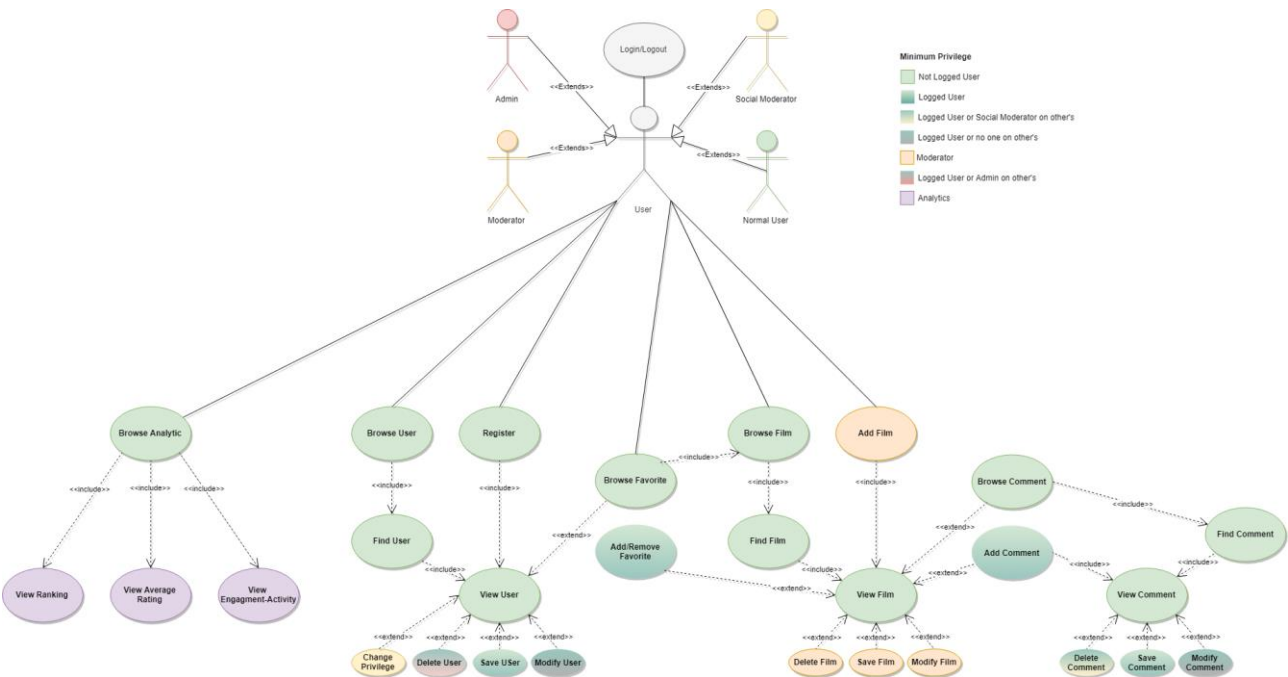 Login/Logout
Admin
Social Moderator
<<Extends>>
<<Extends>>
<<Extends>>
<<Extends>>
Moderator
User
Normal User
Minimum Privilege
Not Logged User
Logged User
Logged User or Social Moderator on other's
Logged User or no one on other's
Moderator
Logged User or Admin on other's
Analytics
Browse Analytic
Browse User
Register
Browse Film
Add Film
<<include>>
<<include>>
<<include>>
<<include>>
<<include>>
<<include>>
<<include>>
<<include>>
Browse Favorite
Browse Comment
<<include>>
Find User
<<extend>>
Add/Remove
Favorite
Find Film
<<extend>>
Add Comment
Find Comment
<<include>>
<<include>>
<<extend>>
<<extend>>
<<include>>
<<include>>
View Ranking
View Average
Rating
View
Engagment-Activity
View User
View Film
View Comment
<<extend>>
<<extend>>
<<extend>>
<<extend>>
<<extend>>
<<extend>>
<<extend>>
<<extend>>
<<extend>>
<<extend>>
Change
Privilege
Delete User
Save USer
Modify User
Delete Film
Save Film
Modify Film
Delete
Comment
Save
Comment
Modify
Comment